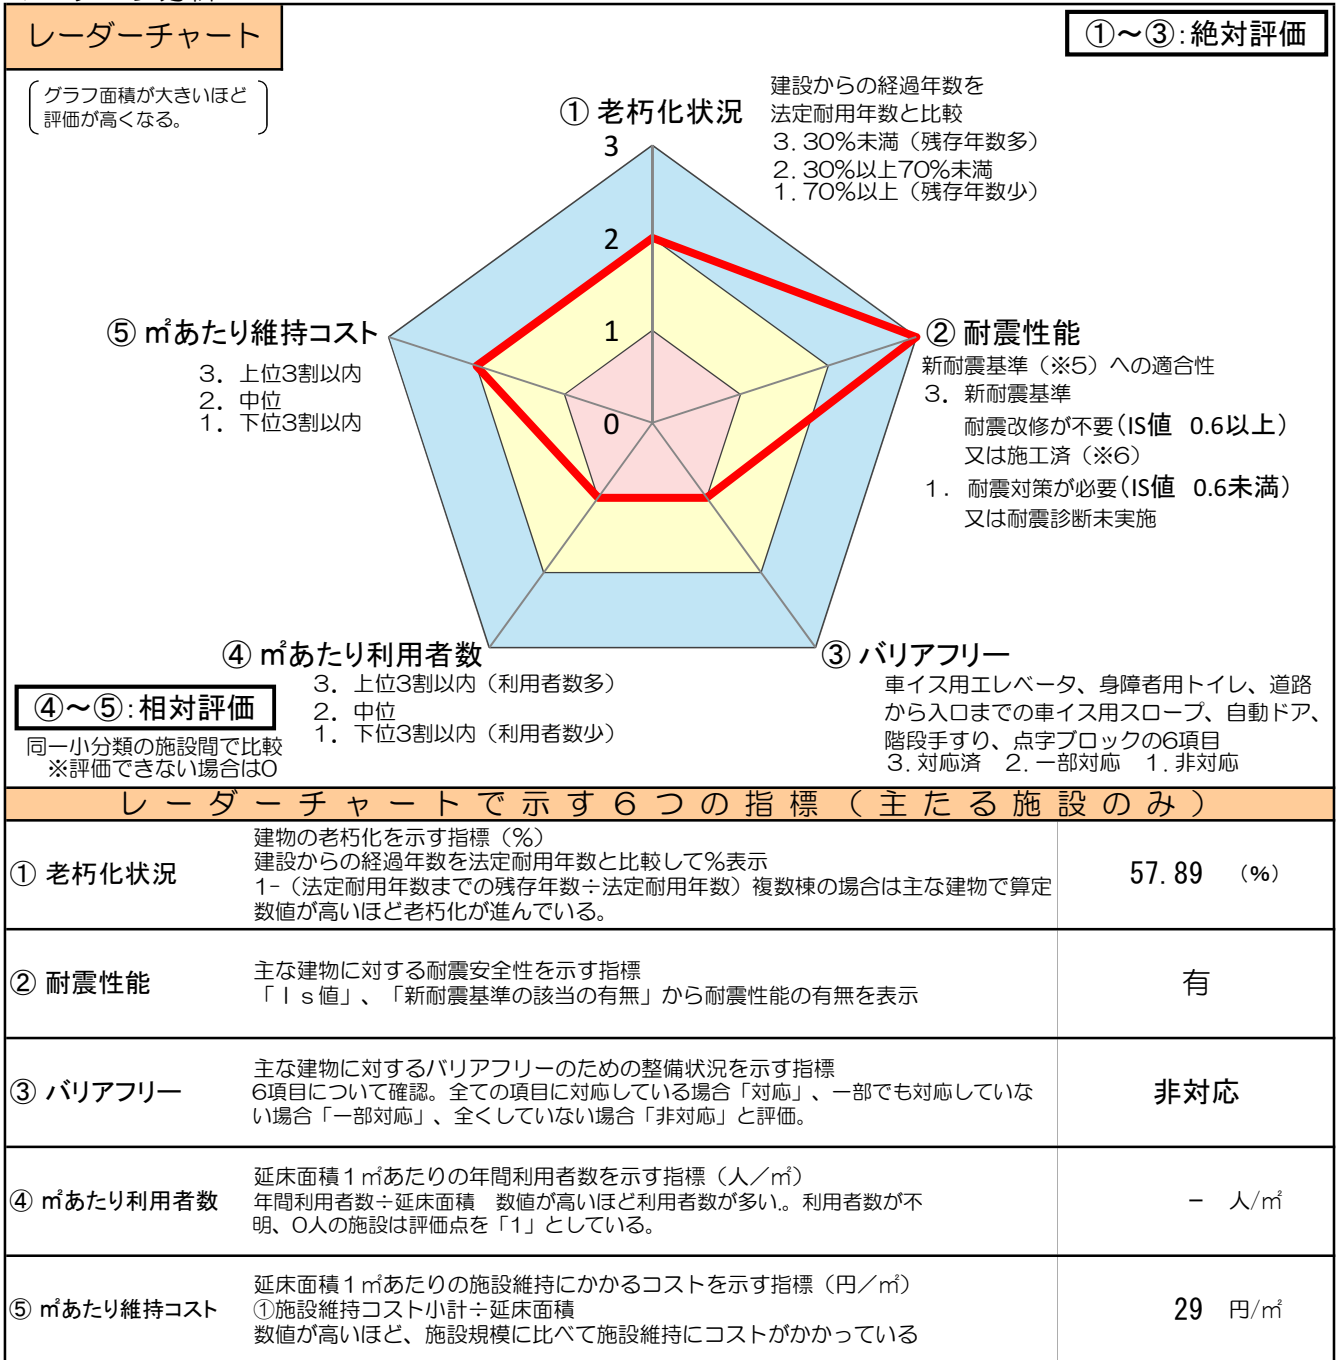 レーダーチャート
①～③：絶対評価
グラフ面積が大きいほど
評価が高くなる。
① 老朽化状況
建設からの経過年数を
法定耐用年数と比較
3．30%未満（残存年数多）
2．30%以上70%未満
1．70%以上（残存年数少）
3
2
1
0
② 耐震性能
新耐震基準（※5）への適合性
3．新耐震基準
耐震改修が不要（IS値 0.6以上）
又は施工済（※6）
1．耐震対策が必要（IS値 0.6未満）
又は耐震診断未実施
⑤ ㎡あたり維持コスト
3．上位3割以内
2．中位
1．下位3割以内
④ ㎡あたり利用者数
3．上位3割以内（利用者数多）
2．中位
1．下位3割以内（利用者数少）
③ バリアフリー
車イス用エレベータ、身障者用トイレ、道路
から入口までの車イス用スロープ、自動ドア、
階段手すり、点字ブロックの6項目
3．対応済 2．一部対応 1．非対応
④～⑤：相対評価
同一小分類の施設間で比較
※評価できない場合は0
レーダーチャートで示す６つの指標（主たる施設のみ）
① 老朽化状況
建物の老朽化を示す指標（%）
建設からの経過年数を法定耐用年数と比較して%表示
1-（法定耐用年数までの残存年数÷法定耐用年数）複数棟の場合は主な建物で算定
数値が高いほど老朽化が進んでいる。
57.89 （%）
② 耐震性能
主な建物に対する耐震安全性を示す指標
「Ｉｓ値」、「新耐震基準の該当の有無」から耐震性能の有無を表示
有
③ バリアフリー
主な建物に対するバリアフリーのための整備状況を示す指標
6項目について確認。全ての項目に対応している場合「対応」、一部でも対応していな
い場合「一部対応」、全くしていない場合「非対応」と評価。
非対応
④ ㎡あたり利用者数
延床面積１㎡あたりの年間利用者数を示す指標（人／㎡）
年間利用者数÷延床面積 数値が高いほど利用者数が多い。利用者数が不
明、0人の施設は評価点を「1」としている。
－ 人/㎡
⑤ ㎡あたり維持コスト
延床面積１㎡あたりの施設維持にかかるコストを示す指標（円／㎡）
①施設維持コスト小計÷延床面積
数値が高いほど、施設規模に比べて施設維持にコストがかかっている
29 円/㎡